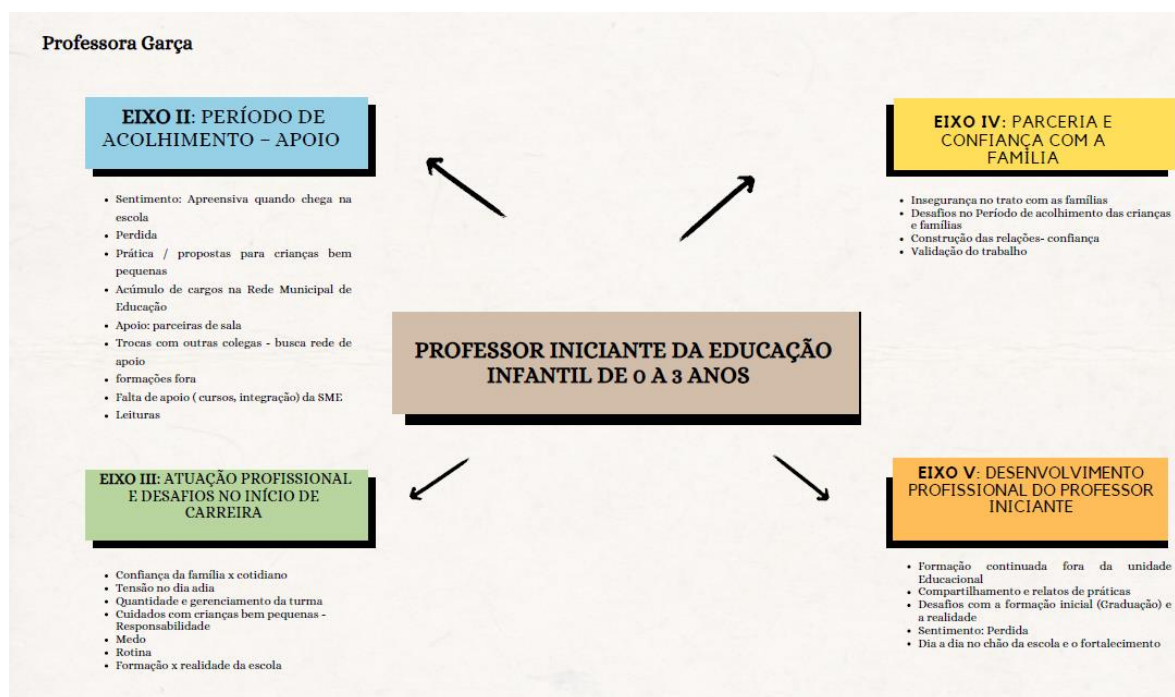 Professora Garça
EIXO II: PERÍODO DE
ACOLHIMENTO – APOIO
• Sentimento: Apreensiva quando chega na
escola
• Perdida
• Prática / propostas para crianças bem
pequenas
• Acúmulo de cargos na Rede Municipal de
Educação
• Apoio: parceiras de sala
• Trocas com outras colegas - busca rede de
apoio
• formações fora
• Falta de apoio ( cursos, integração) da SME
• Leituras
EIXO IV: PARCERIA E
CONFIANÇA COM A
FAMÍLIA
• Insegurança no trato com as famílias
• Desafios no Período de acolhimento das crianças
e famílias
• Construção das relações- confiança
• Validação do trabalho
PROFESSOR INICIANTE DA EDUCAÇÃO
INFANTIL DE 0 A 3 ANOS
EIXO III: ATUAÇÃO PROFISSIONAL
E DESAFIOS NO INÍCIO DE
CARREIRA
• Confiança da família x cotidiano
• Tensão no dia adia
• Quantidade e gerenciamento da turma
• Cuidados com crianças bem pequenas -
Responsabilidade
• Medo
• Rotina
• Formação x realidade da escola
EIXO V: DESENVOLVIMENTO
PROFISSIONAL DO PROFESSOR
INICIANTE
• Formação continuada fora da unidade
Educacional
• Compartilhamento e relatos de práticas
• Desafios com a formação inicial (Graduação) e
a realidade
• Sentimento: Perdida
• Dia a dia no chão da escola e o fortalecimento